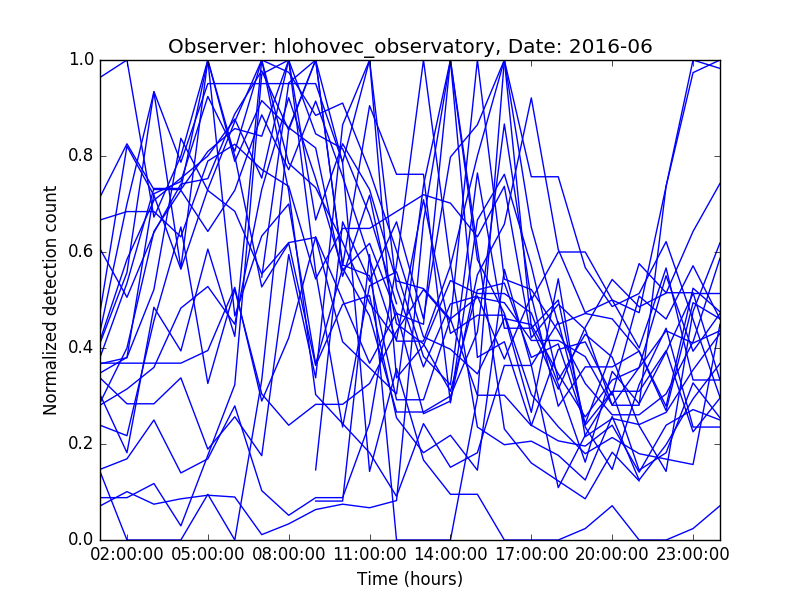 Observer: hlohovec_observatory, Date: 2016-06
Normalized detection count
1.0
0.8
0.6
0.4
0.2
0.0
02:00:00 05:00:00 08:00:00 11:00:00 14:00:00 17:00:00 20:00:00 23:00:00
Time (hours)